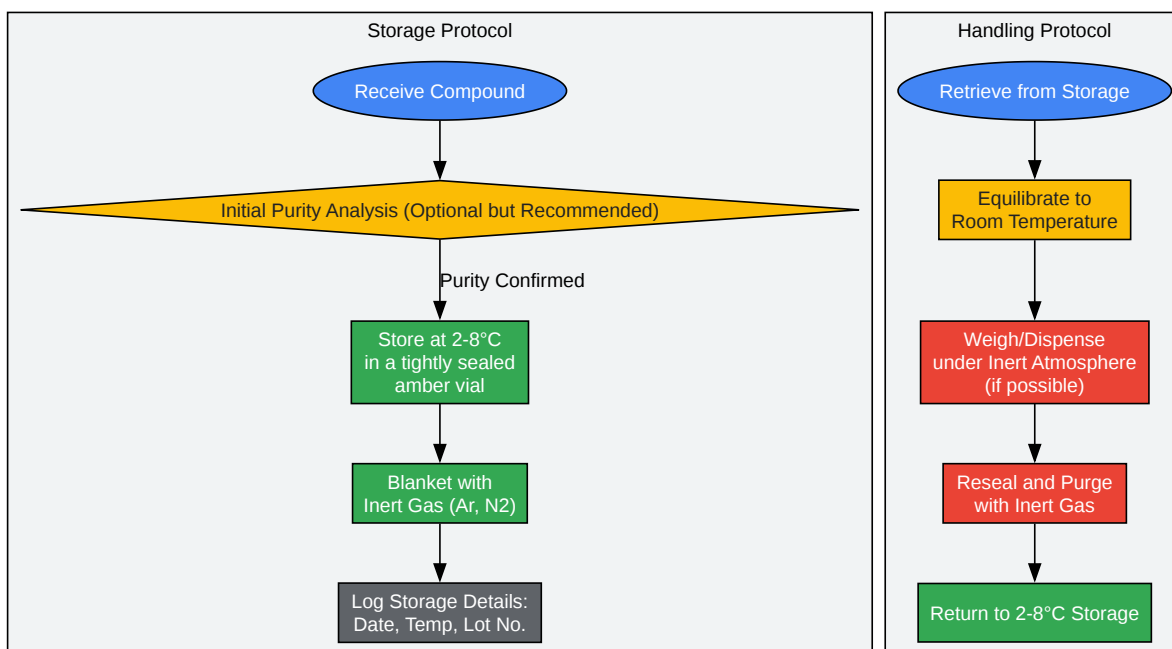 Storage Protocol
Receive Compound
Initial Purity Analysis (Optional but Recommended)
Purity Confirmed
Store at 2-8°C
in a tightly sealed
amber vial
Blanket with
Inert Gas (Ar, N2)
Log Storage Details:
Date, Temp, Lot No.
Handling Protocol
Retrieve from Storage
Equilibrate to
Room Temperature
Weigh/Dispense
under Inert Atmosphere
(if possible)
Reseal and Purge
with Inert Gas
Return to 2-8°C Storage